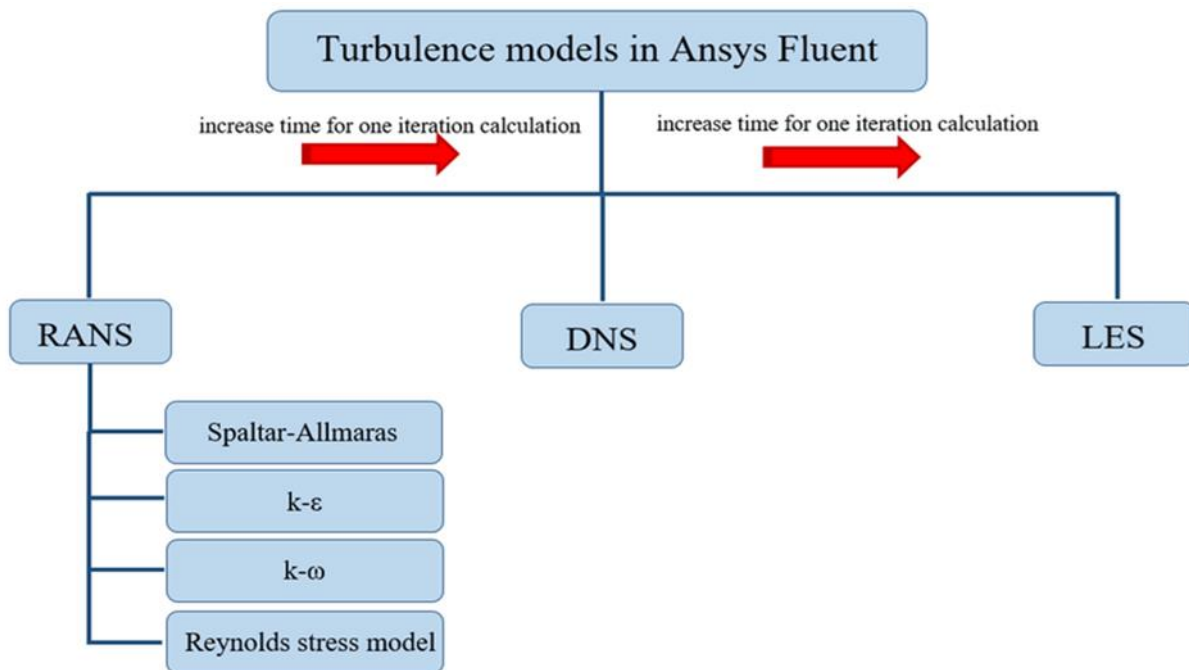 Turbulence models in Ansys Fluent
increase time for one iteration calculation
increase time for one iteration calculation
RANS
DNS
LES
Spaltar-Allmaras
k-ε
k-ω
Reynolds stress model